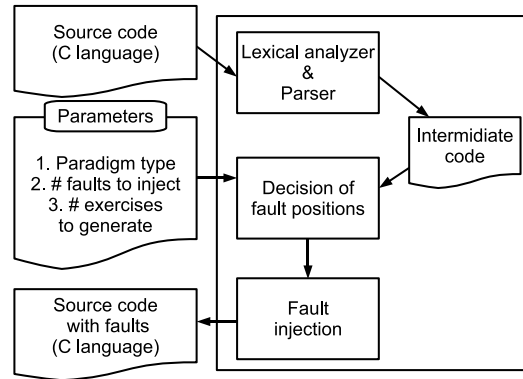 Source code
(C language)
Lexical analyzer
&
Parser
Parameters
1. Paradigm type
2. # faults to inject
3. # exercises
to generate
Intermidiate
code
Decision of
fault positions
Source code
with faults
(C language)
Fault
injection